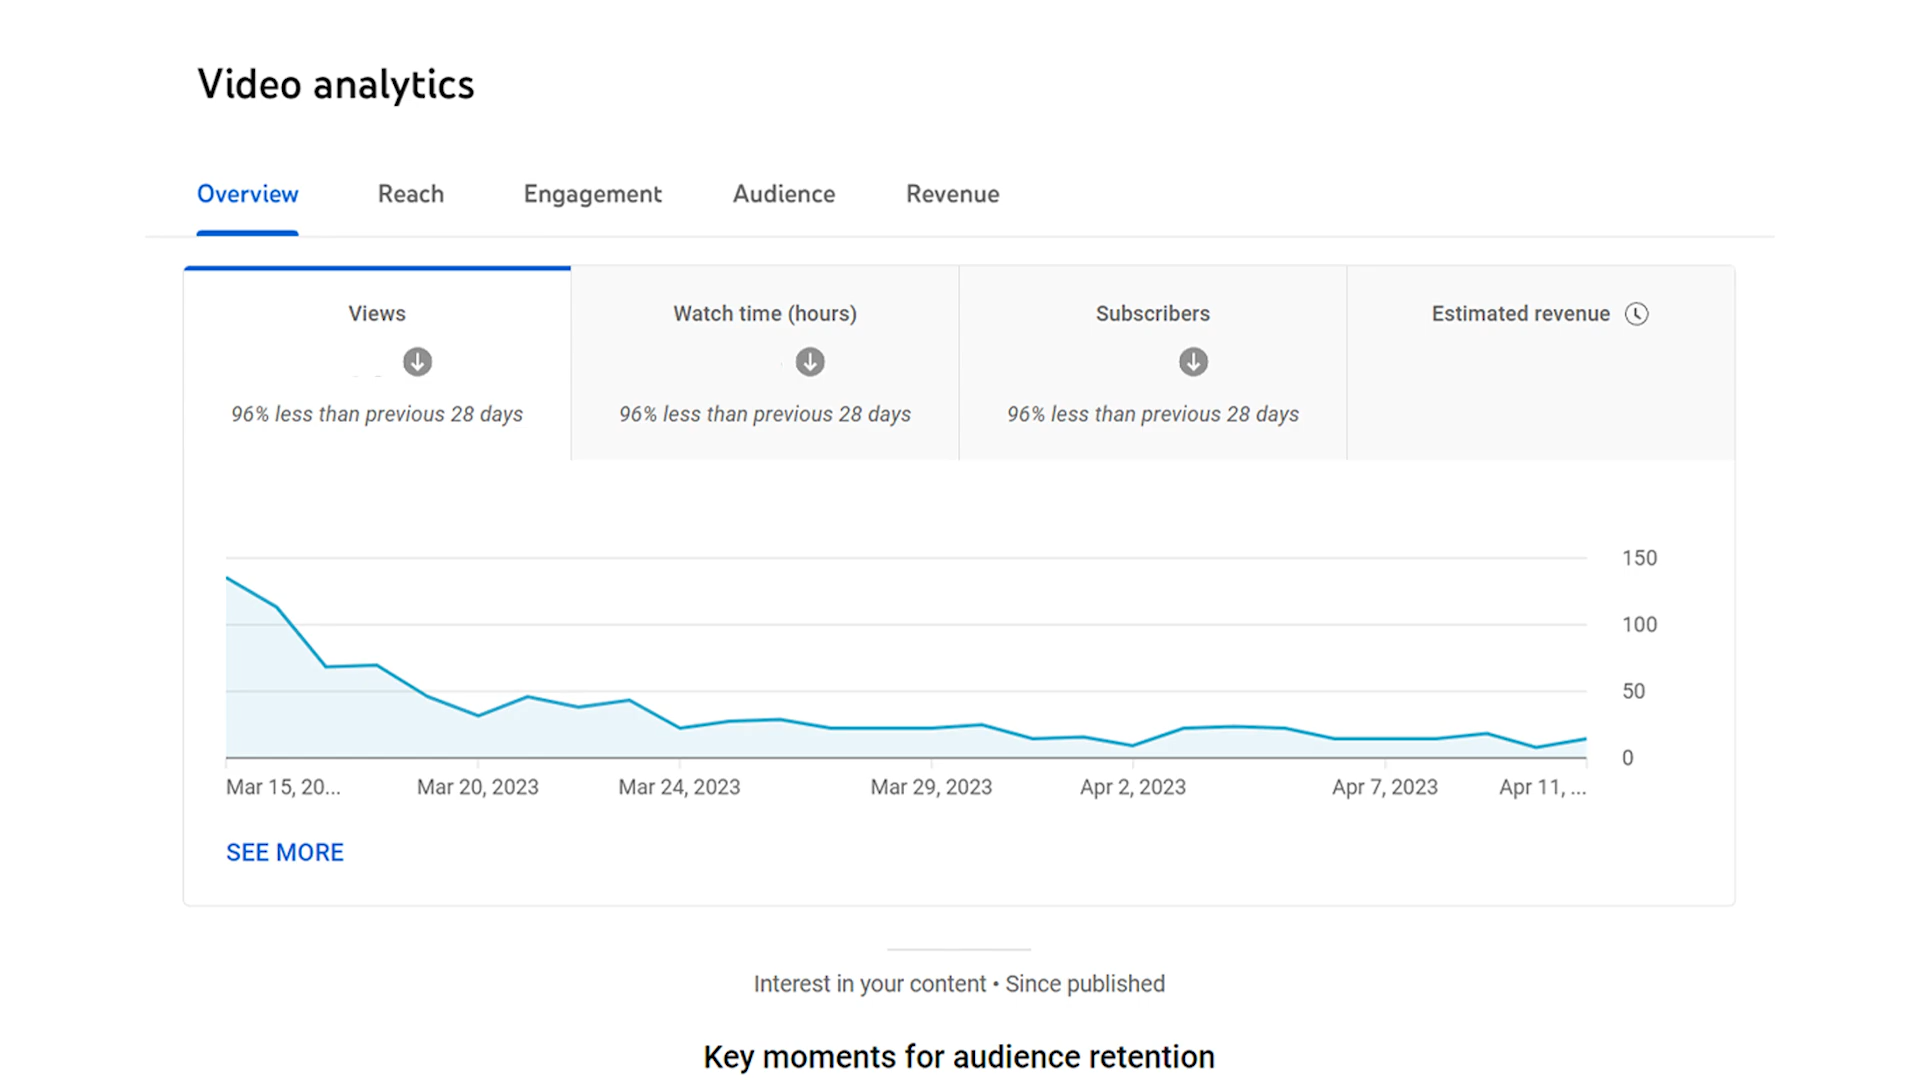 Video analytics
Overview Reach Engagement Audience Revenue
Views Watch time (hours) Subscribers Estimated revenue
96% less than previous 28 days 96% less than previous 28 days 96% less than previous 28 days
150
100
50
0
Mar 15, 20... Mar 20, 2023 Mar 24, 2023 Mar 29, 2023 Apr 2, 2023 Apr 7, 2023 Apr 11, ...
SEE MORE
Interest in your content • Since published
Key moments for audience retention